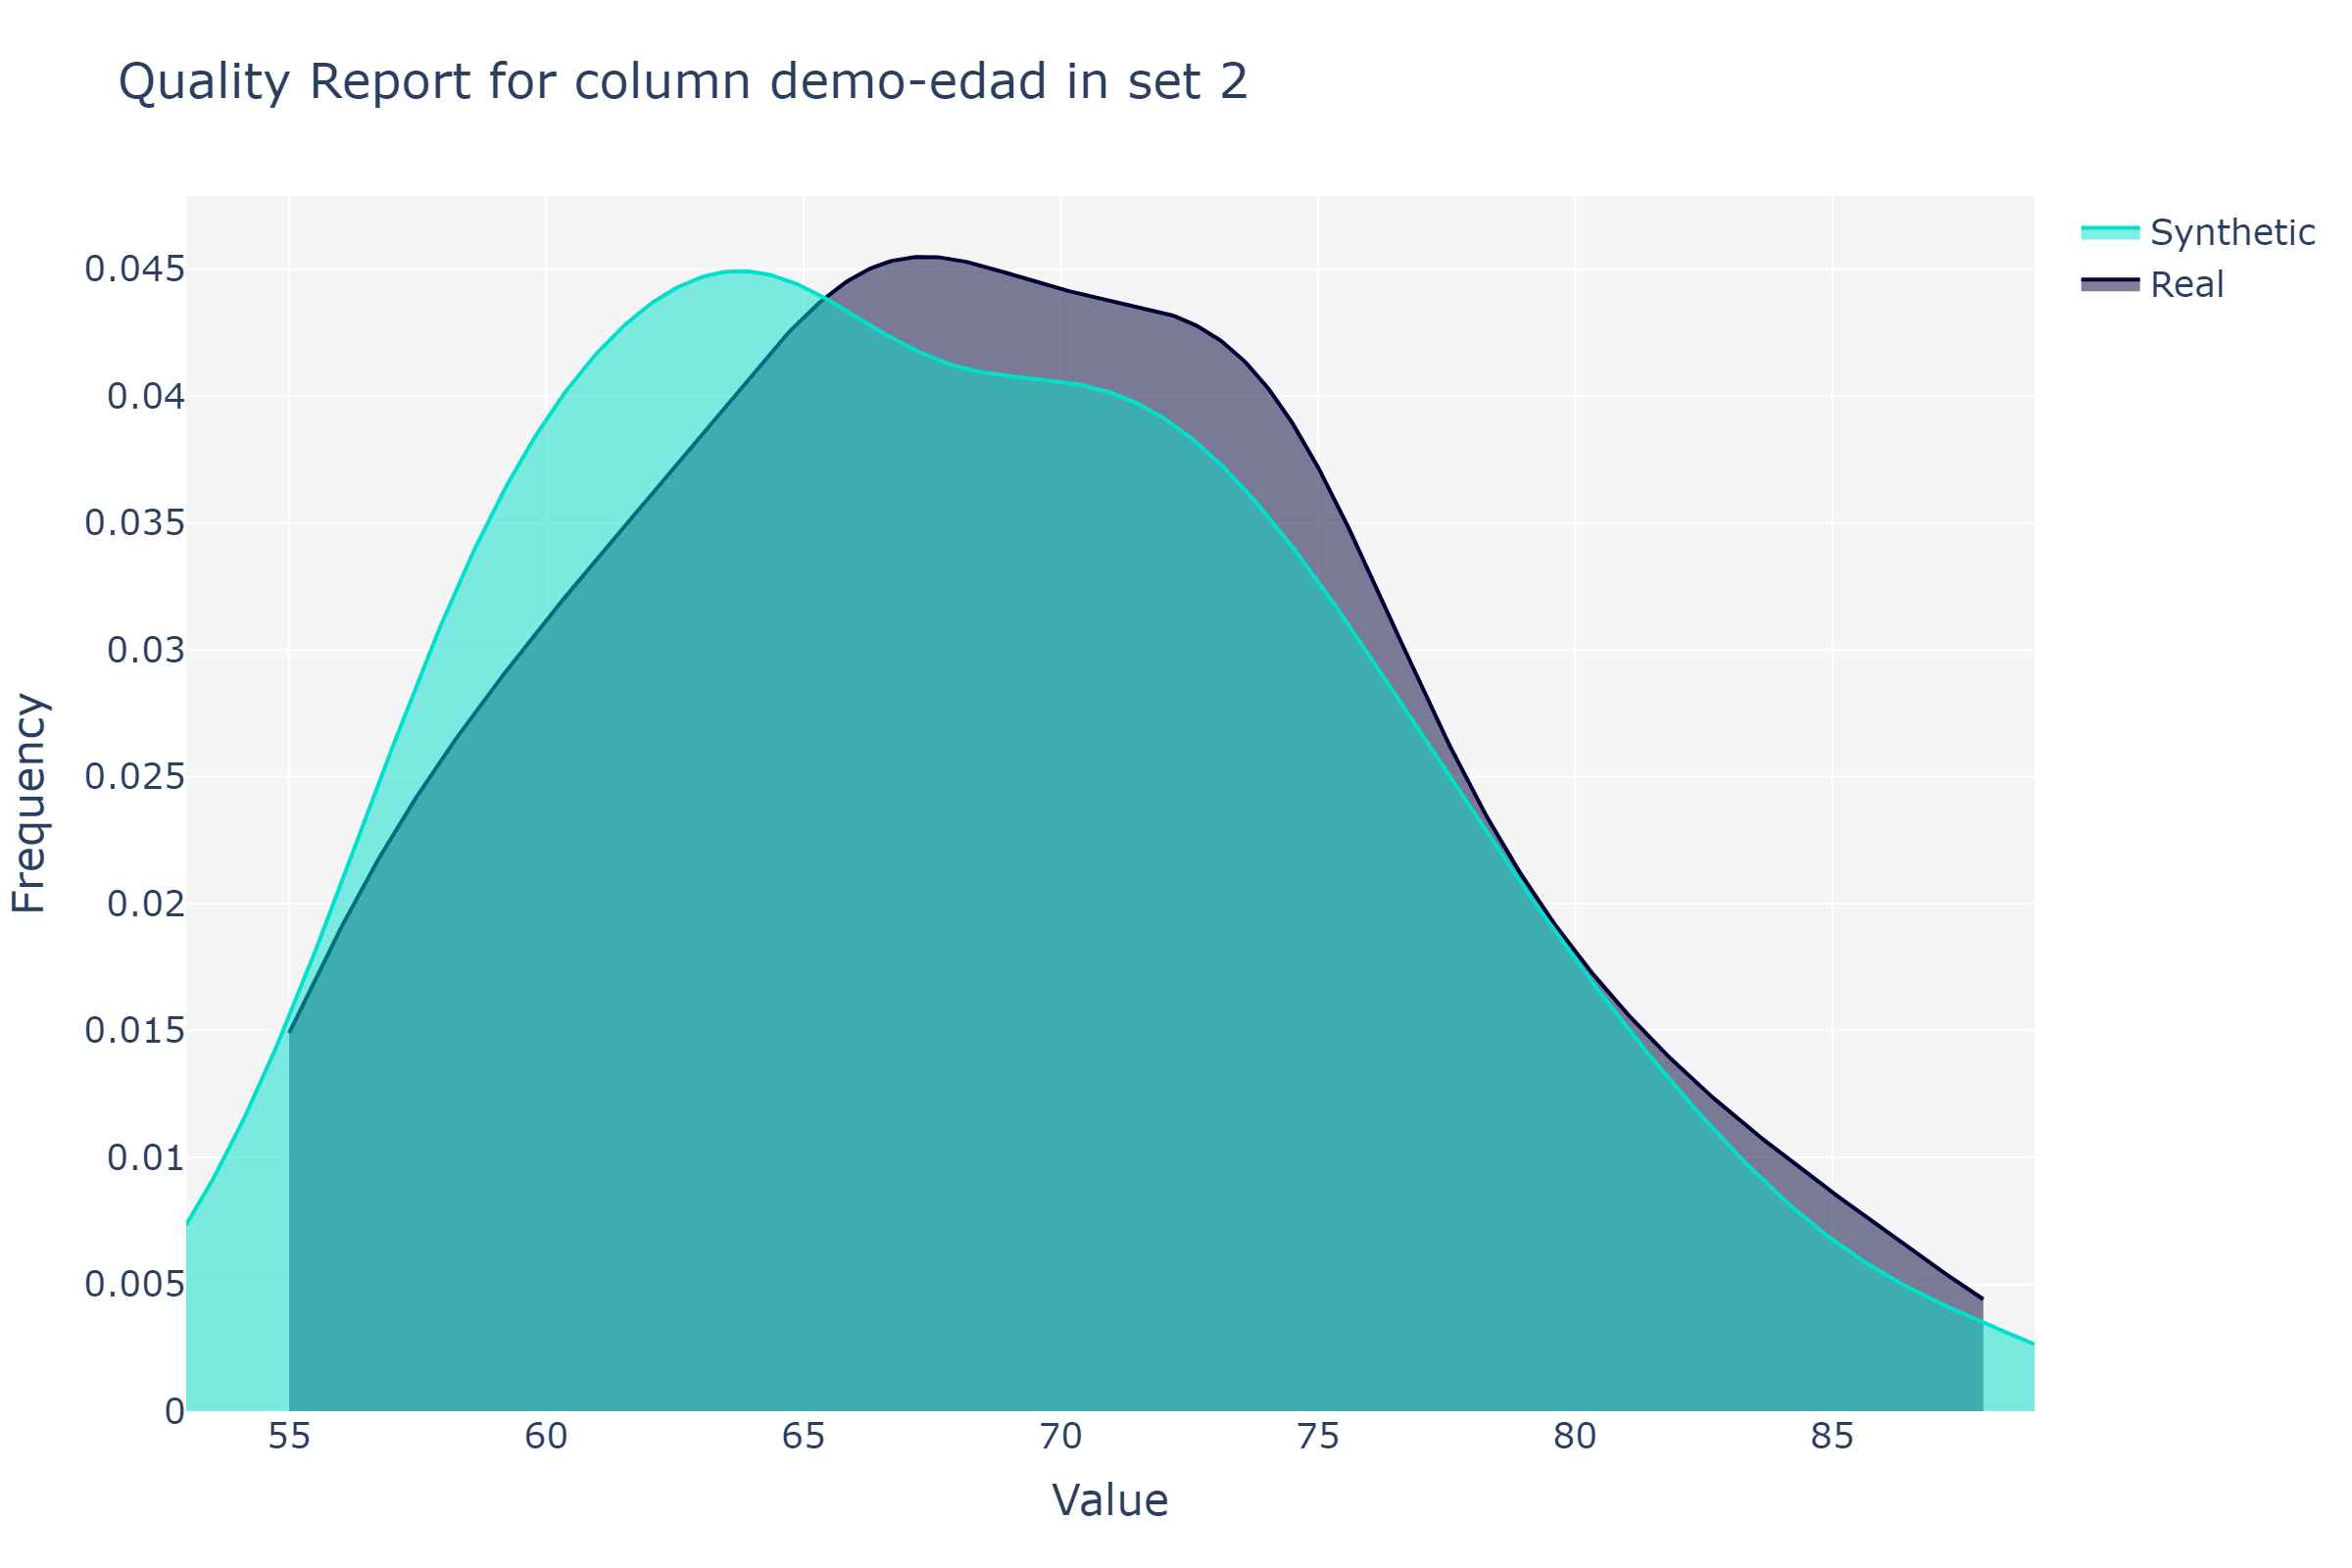 Quality Report for column demo-edad in set 2
Synthetic
Real
0.045
0.04
0.035
0.03
0.025
0.02
0.015
0.01
0.005
0
Frequency
55 60 65 70 75 80 85
Value